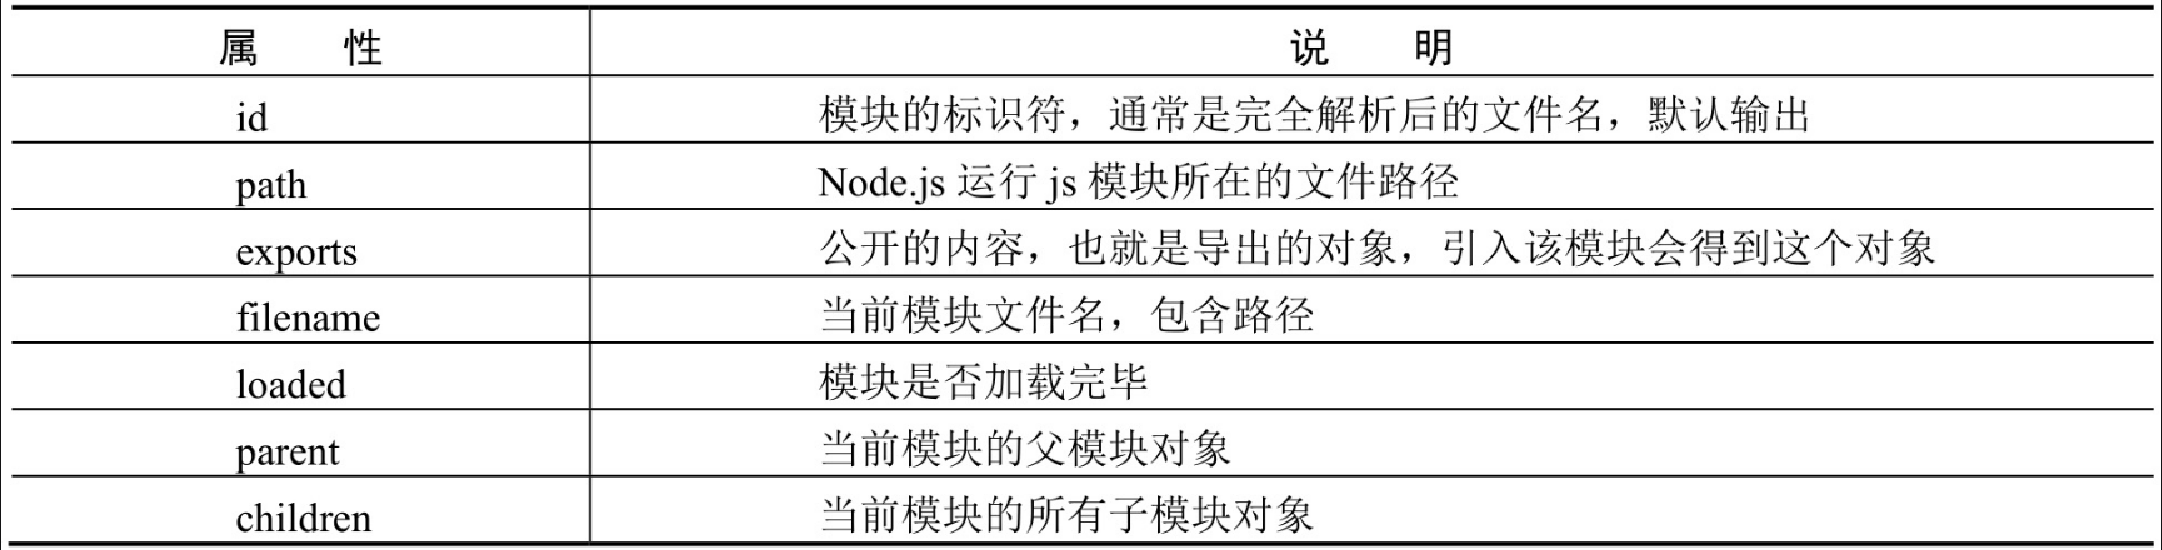 属 性 说 明
id 模块的标识符，通常是完全解析后的文件名，默认输出
path Node.js 运行 js 模块所在的文件路径
exports 公开的内容，也就是导出的对象，引入该模块会得到这个对象
filename 当前模块文件名，包含路径
loaded 模块是否加载完毕
parent 当前模块的父模块对象
children 当前模块的所有子模块对象